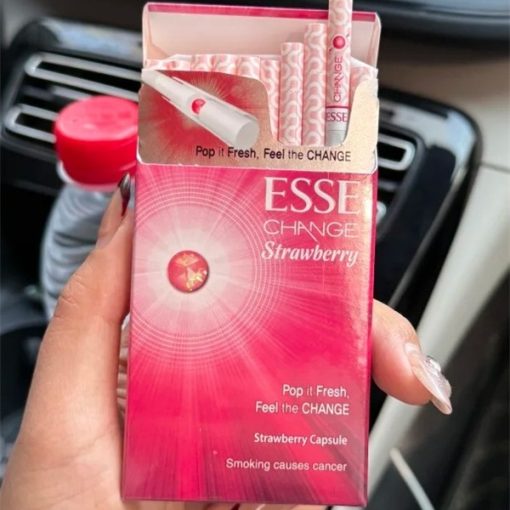 CHANGE
ESSE
Pop it Fresh, Feel the CHANGE
ESSE
CHANGE
Strawberry
Pop it Fresh,
Feel the CHANGE
Strawberry Capsule
Smoking causes cancer